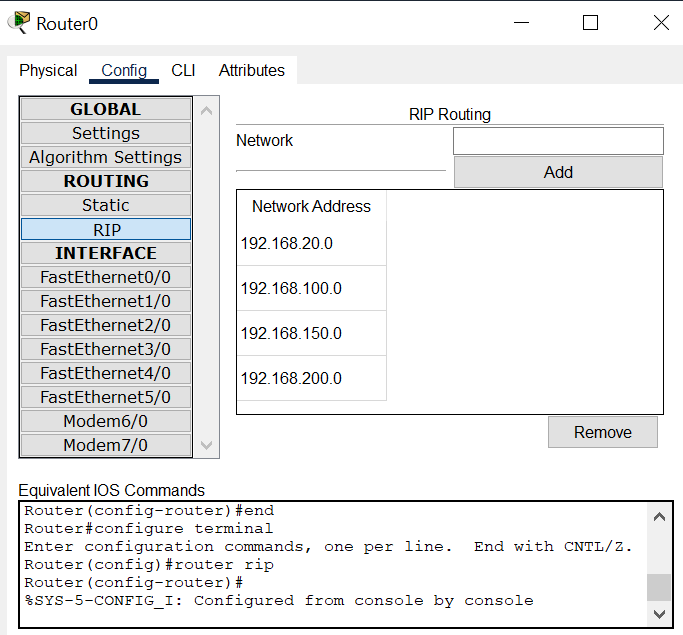 Router0
Physical Config CLI Attributes
GLOBAL
Settings
Algorithm Settings
ROUTING
Static
RIP
INTERFACE
FastEthernet0/0
FastEthernet1/0
FastEthernet2/0
FastEthernet3/0
FastEthernet4/0
FastEthernet5/0
Modem6/0
Modem7/0
RIP Routing
Network
Add
Network Address
192.168.20.0
192.168.100.0
192.168.150.0
192.168.200.0
Remove
Equivalent IOS Commands
Router(config-router)#end
Router#configure terminal
Enter configuration commands, one per line.  End with CNTL/Z.
Router(config)#router rip
Router(config-router)#
%SYS-5-CONFIG_I: Configured from console by console